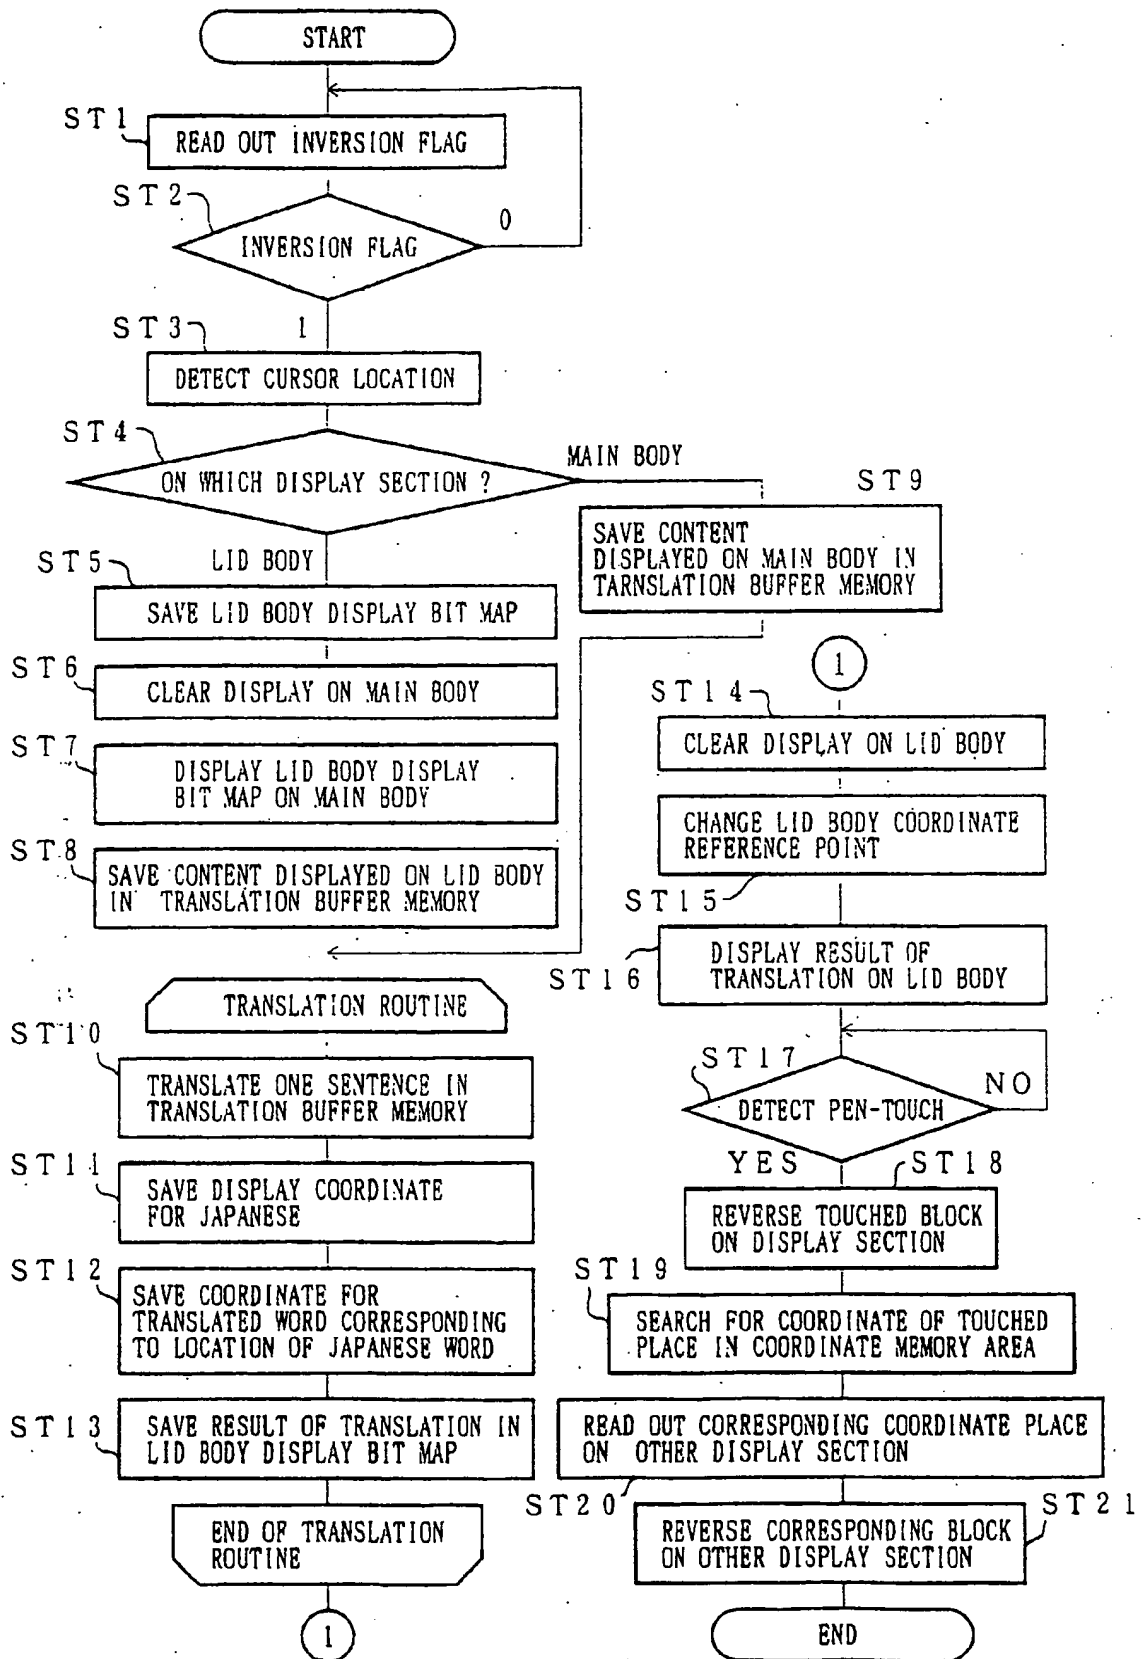 START
ST1
READ OUT INVERSION FLAG
ST2
INVERSION FLAG
0
1
ST3
DETECT CURSOR LOCATION
ST4
ON WHICH DISPLAY SECTION ?
MAIN BODY
LID BODY
ST5
SAVE LID BODY DISPLAY BIT MAP
ST6
CLEAR DISPLAY ON MAIN BODY
ST7
DISPLAY LID BODY DISPLAY
BIT MAP ON MAIN BODY
ST8
SAVE CONTENT DISPLAYED ON LID BODY
IN TRANSLATION BUFFER MEMORY
ST9
SAVE CONTENT
DISPLAYED ON MAIN BODY IN
TARNSLATION BUFFER MEMORY
TRANSLATION ROUTINE
ST10
TRANSLATE ONE SENTENCE IN
TRANSLATION BUFFER MEMORY
ST11
SAVE DISPLAY COORDINATE
FOR JAPANESE
ST12
SAVE COORDINATE FOR
TRANSLATED WORD CORRESPONDING
TO LOCATION OF JAPANESE WORD
ST13
SAVE RESULT OF TRANSLATION IN
LID BODY DISPLAY BIT MAP
END OF TRANSLATION
ROUTINE
1
1
ST14
CLEAR DISPLAY ON LID BODY
CHANGE LID BODY COORDINATE
REFERENCE POINT
ST15
DISPLAY RESULT OF
TRANSLATION ON LID BODY
ST16
ST17
DETECT PEN-TOUCH
NO
YES
ST18
REVERSE TOUCHED BLOCK
ON DISPLAY SECTION
ST19
SEARCH FOR COORDINATE OF TOUCHED
PLACE IN COORDINATE MEMORY AREA
READ OUT CORRESPONDING COORDINATE PLACE
ON OTHER DISPLAY SECTION
ST20
ST21
REVERSE CORRESPONDING BLOCK
ON OTHER DISPLAY SECTION
END